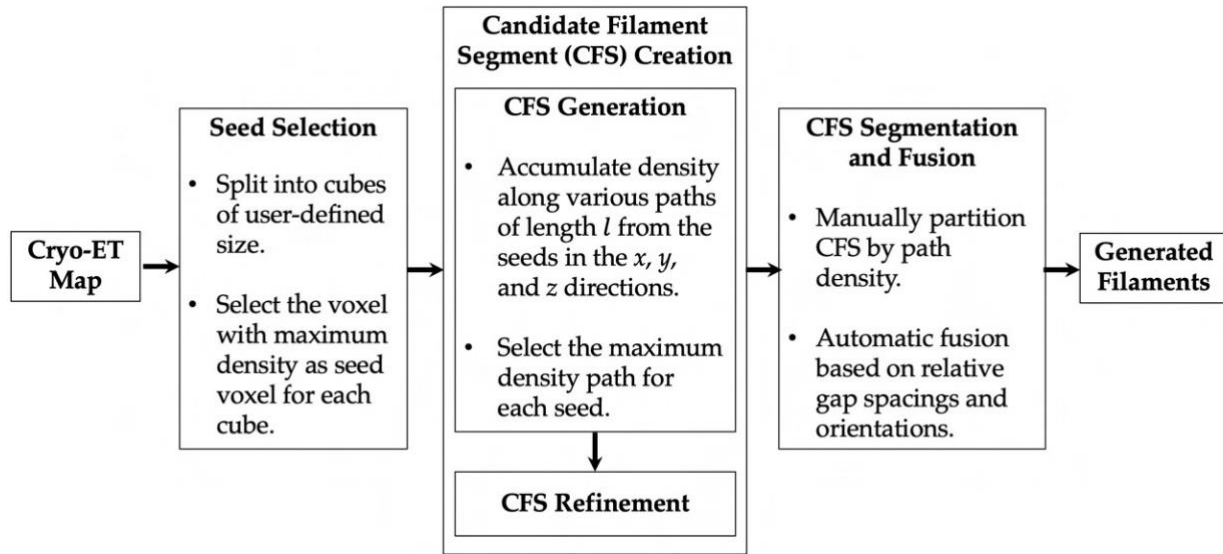 Cryo-ET
Map
Seed Selection
• Split into cubes
of user-defined
size.
• Select the voxel
with maximum
density as seed
voxel for each
cube.
Candidate Filament
Segment (CFS) Creation
CFS Generation
• Accumulate density
along various paths
of length l from the
seeds in the x, y,
and z directions.
• Select the maximum
density path for
each seed.
CFS Refinement
CFS Segmentation
and Fusion
• Manually partition
CFS by path
density.
• Automatic fusion
based on relative
gap spacings and
orientations.
Generated
Filaments